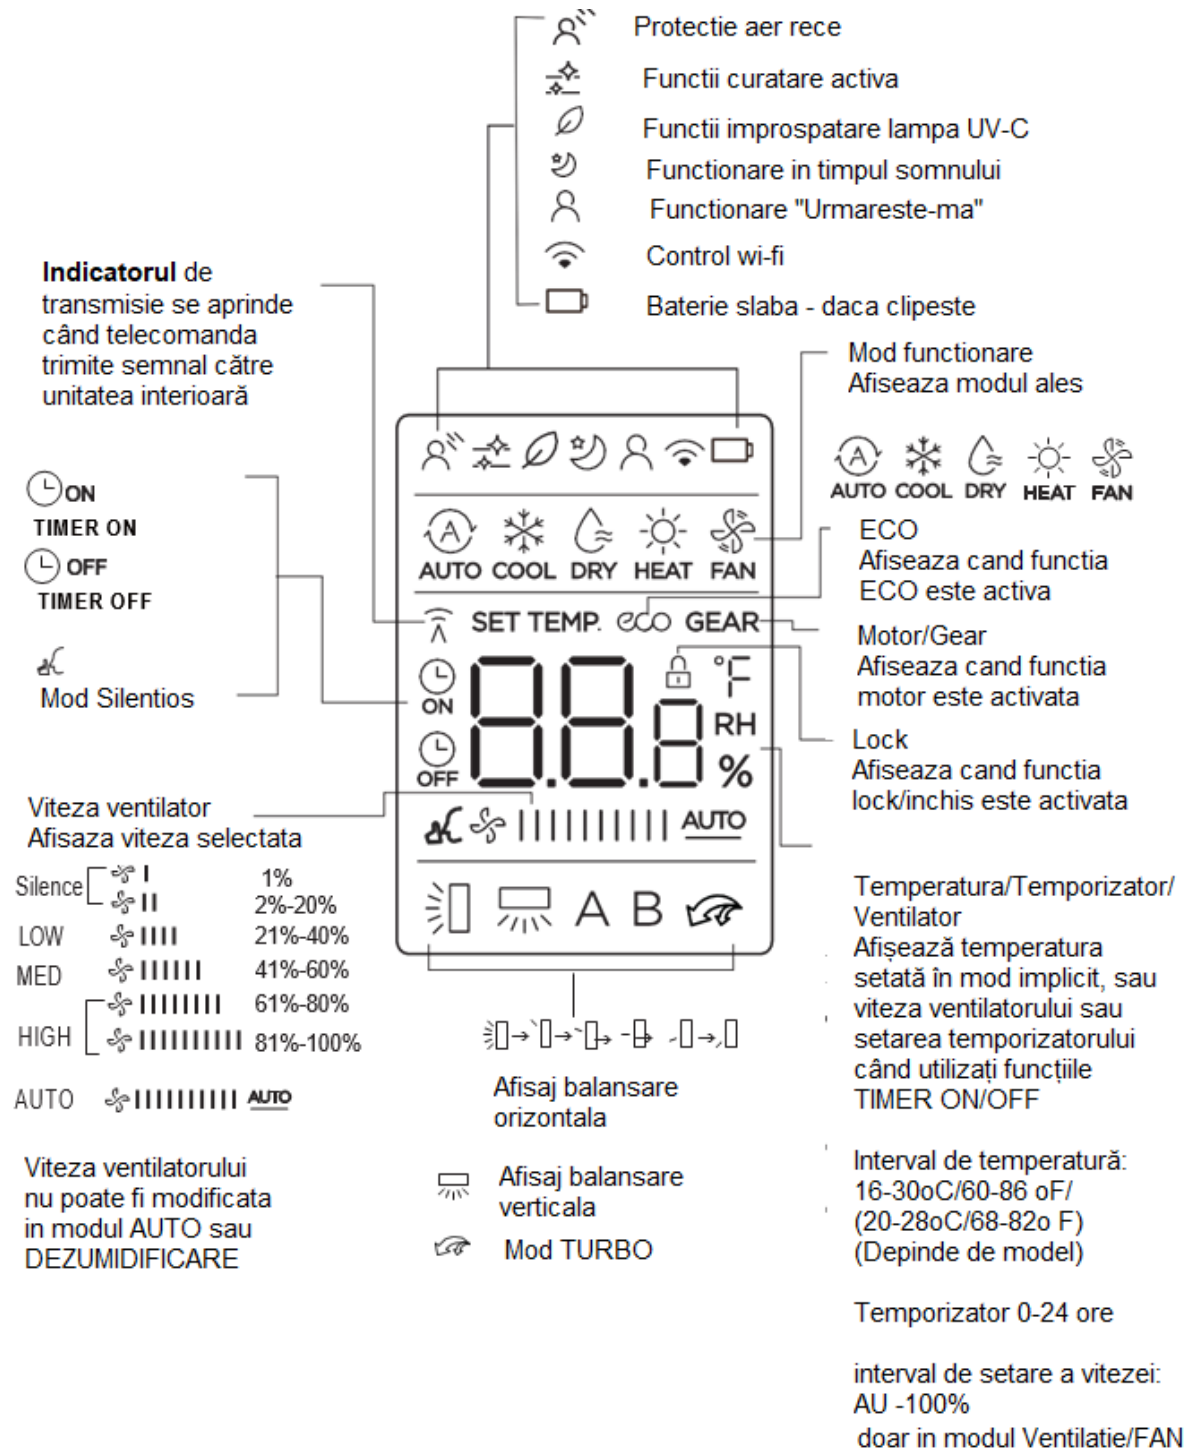 Protectie aer rece
Functii curatare activa
Functii improspatare lampa UV-C
Functionare in timpul somnului
Functionare "Urmareste-ma"
Control wi-fi
Baterie slaba - daca clipeste
Indicatorul de
transmisie se aprinde
când telecomanda
trimite semnal către
unitatea interioară
Mod functionare
Afiseaza modul ales
AUTO COOL DRY HEAT FAN
ON
TIMER ON
OFF
TIMER OFF
Mod Silentios
AUTO COOL DRY HEAT FAN
SET TEMP. eco GEAR
ON
OFF
88.8
°F
RH
%
AUTO
A B
ECO
Afiseaza cand functia
ECO este activa
Motor/Gear
Afiseaza cand functia
motor este activata
Lock
Afiseaza cand functia
lock/inchis este activata
Viteza ventilator
Afisaza viteza selectata
Silence 1%
2%-20%
LOW 21%-40%
MED 41%-60%
61%-80%
HIGH 81%-100%
AUTO AUTO
Viteza ventilatorului
nu poate fi modificata
in modul AUTO sau
DEZUMIDIFICARE
Afisaj balansare
orizontala
Afisaj balansare
verticala
Mod TURBO
Temperatura/Temporizator/
Ventilator
Afișează temperatura
setată în mod implicit, sau
viteza ventilatorului sau
setarea temporizatorului
când utilizați funcțiile
TIMER ON/OFF
Interval de temperatură:
16-30oC/60-86 oF/
(20-28oC/68-82o F)
(Depinde de model)
Temporizator 0-24 ore
interval de setare a vitezei:
AU -100%
doar in modul Ventilatie/FAN